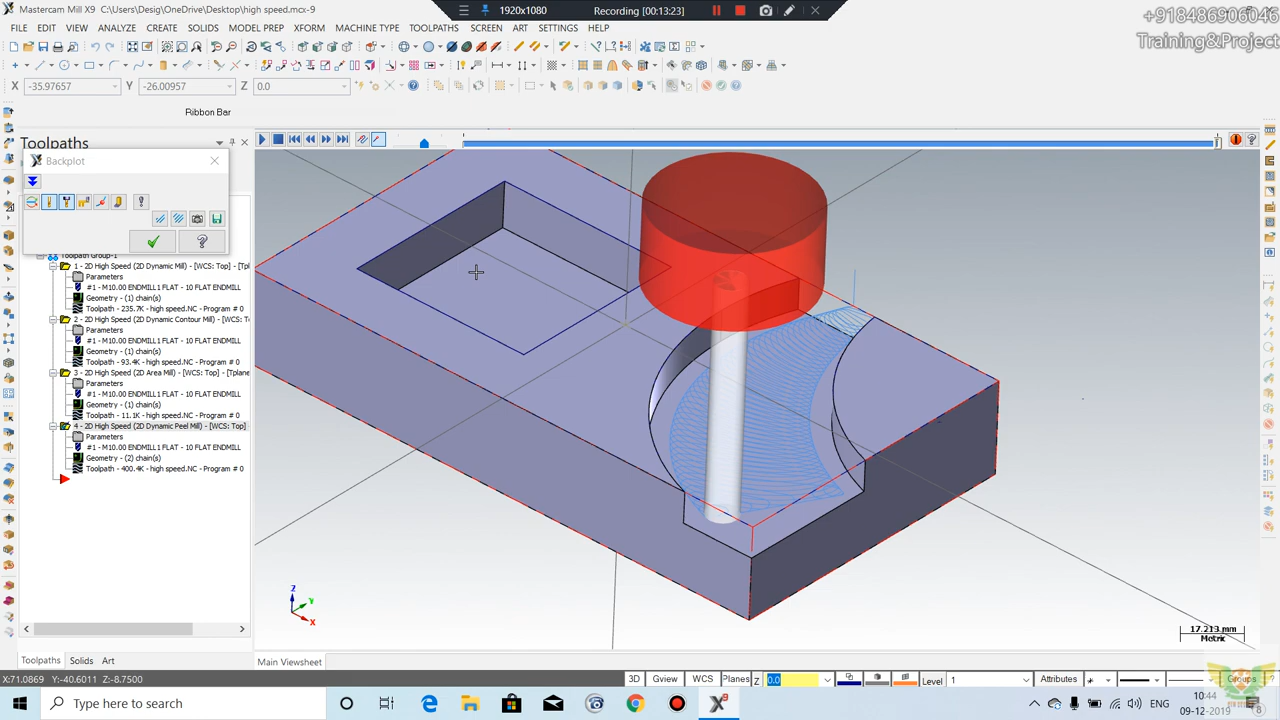 Mastercam Mill X9 C:\Users\Desig\OneDrive\Desktop\high speed.mcx-9
1920x1080
Recording [00:13:23]
+918486906046
Training&Project
FILE EDIT VIEW ANALYZE CREATE SOLIDS MODEL PREP XFORM MACHINE TYPE TOOLPATHS SCREEN ART SETTINGS HELP
X -35.97657 Y -26.00957 Z 0.0
Ribbon Bar
Toolpaths
Backplot
Toolpath Group-1
1 - 2D High Speed (2D Dynamic Mill) - [WCS: Top] - [Tpl
Parameters
#1 - M10.00 ENDMILL1 FLAT - 10 FLAT ENDMILL
Geometry - (1) chain(s)
Toolpath - 235.7K - high speed.NC - Program # 0
2 - 2D High Speed (2D Dynamic Contour Mill) - [WCS: To
Parameters
#1 - M10.00 ENDMILL1 FLAT - 10 FLAT ENDMILL
Geometry - (1) chain(s)
Toolpath - 93.4K - high speed.NC - Program # 0
3 - 2D High Speed (2D Area Mill) - [WCS: Top] - [Tplane
Parameters
#1 - M10.00 ENDMILL1 FLAT - 10 FLAT ENDMILL
Geometry - (1) chain(s)
Toolpath - 11.1K - high speed.NC - Program # 0
4 - 2D High Speed (2D Dynamic Peel Mill) - [WCS: Top]
Parameters
#1 - M10.00 ENDMILL1 FLAT - 10 FLAT ENDMILL
Geometry - (2) chain(s)
Toolpath - 400.4K - high speed.NC - Program # 0
Z
Y
X
17.213 mm
Metric
Toolpaths Solids Art
Main Viewsheet
X:71.0869 Y:-40.6011 Z:-8.7500
3D Gview WCS Planes Z 0.0 Level 1 Attributes Groups ?
Type here to search
ENG
10:44
09-12-2019